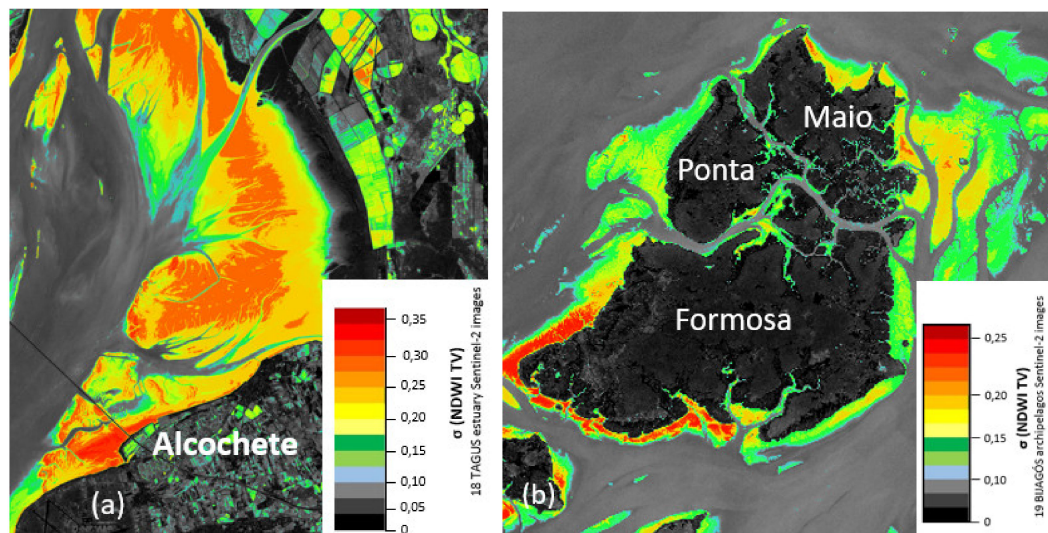 Alcochete
(a)
0,35
0,30
0,25
0,20
0,15
0,10
0,05
0
σ (NDWI TV)
18 TAGUS estuary Sentinel-2 images
Maio
Ponta
Formosa
(b)
0,25
0,20
0,15
0,10
0
σ (NDWI TV)
19 BIJAGÓS archipelagos Sentinel-2 images